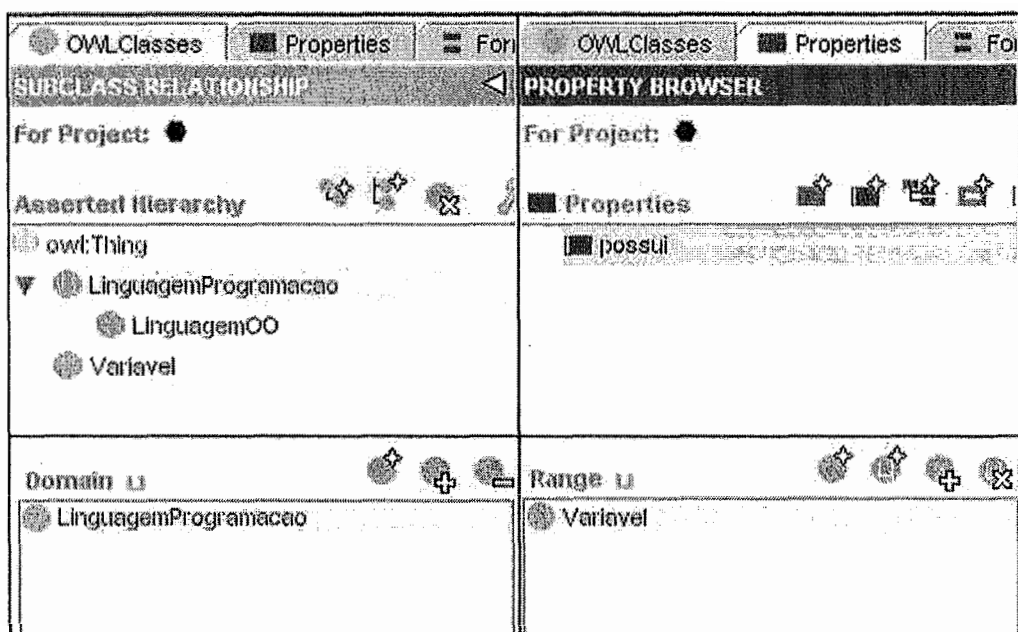 OWLClasses Properties For
SUBCLASS RELATIONSHIP
For Project:
Asserted Hierarchy
owl:Thing
LinguagemProgramacao
LinguagemOO
Variavel
Domain
LinguagemProgramacao
OWLClasses Properties Fo
PROPERTY BROWSER
For Project:
Properties
possui
Range
Variavel